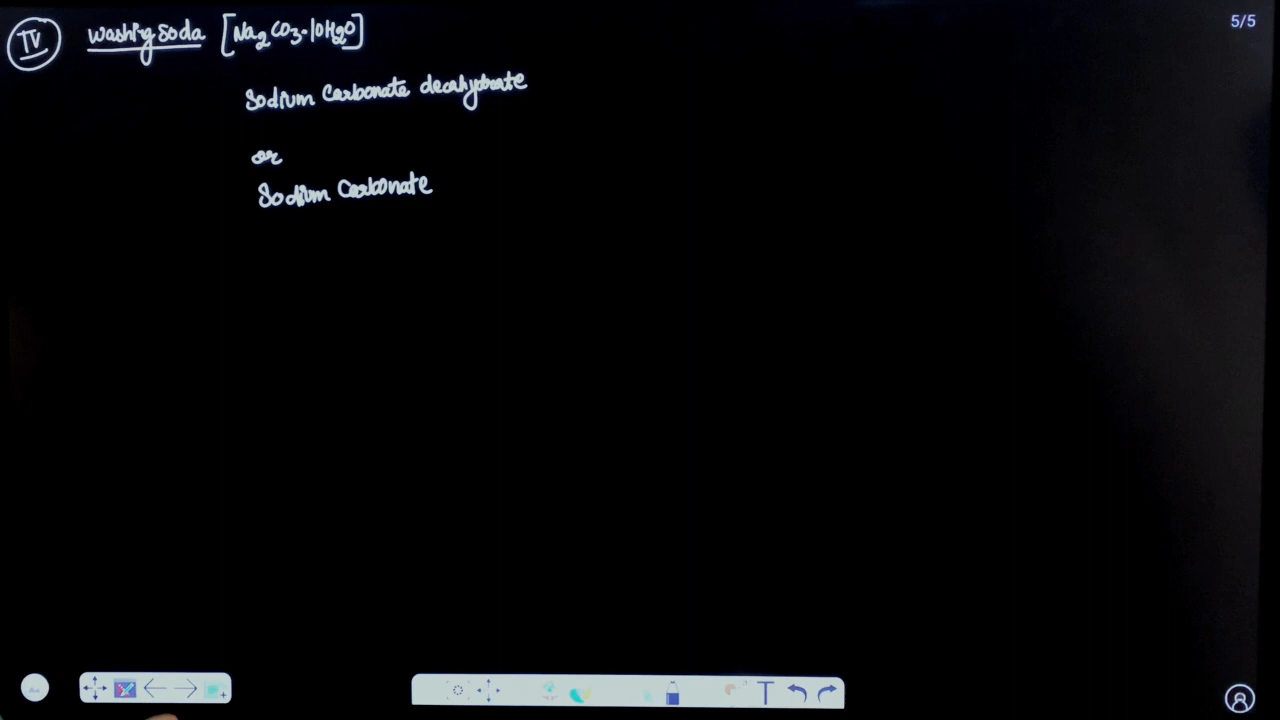 IV Washing Soda [Na2CO3.10H2O] 5/5
Sodium Carbonate decahydrate
or
Sodium Carbonate
T